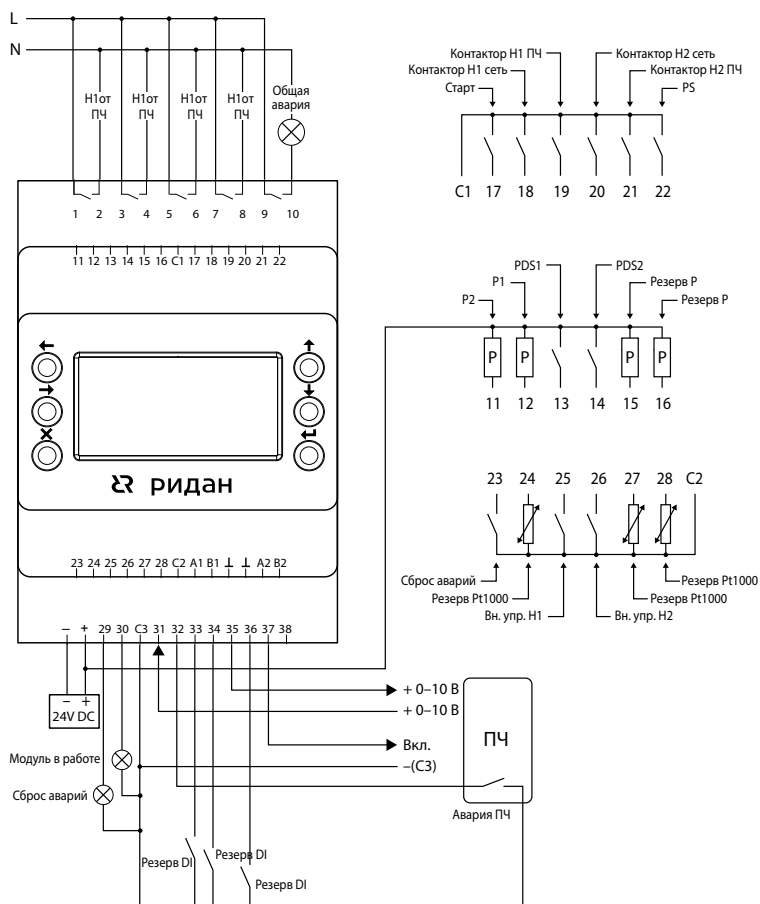 L
N
Н1от ПЧ
Н1от ПЧ
Н1от ПЧ
Н1от ПЧ
Общая авария
1 2 3 4 5 6 7 8 9 10
11 12 13 14 15 16 C1 17 18 19 20 21 22
ридан
23 24 25 26 27 28 C2 A1 B1 ⊥ ⊥ A2 B2
– + 29 30 C3 31 32 33 34 35 36 37 38
– +
24V DC
Модуль в работе
Сброс аварий
Резерв DI
Резерв DI
Резерв DI
+ 0–10 В
+ 0–10 В
Вкл.
–(C3)
ПЧ
Авария ПЧ
Контактор Н1 ПЧ
Контактор Н2 сеть
Контактор Н1 сеть
Контактор Н2 ПЧ
Старт
PS
C1 17 18 19 20 21 22
PDS1
PDS2
P1
Резерв P
P2
Резерв P
P P P P
11 12 13 14 15 16
23 24 25 26 27 28 C2
Сброс аварий
Резерв Pt1000
Резерв Pt1000
Резерв Pt1000
Вн. упр. Н1
Вн. упр. Н2